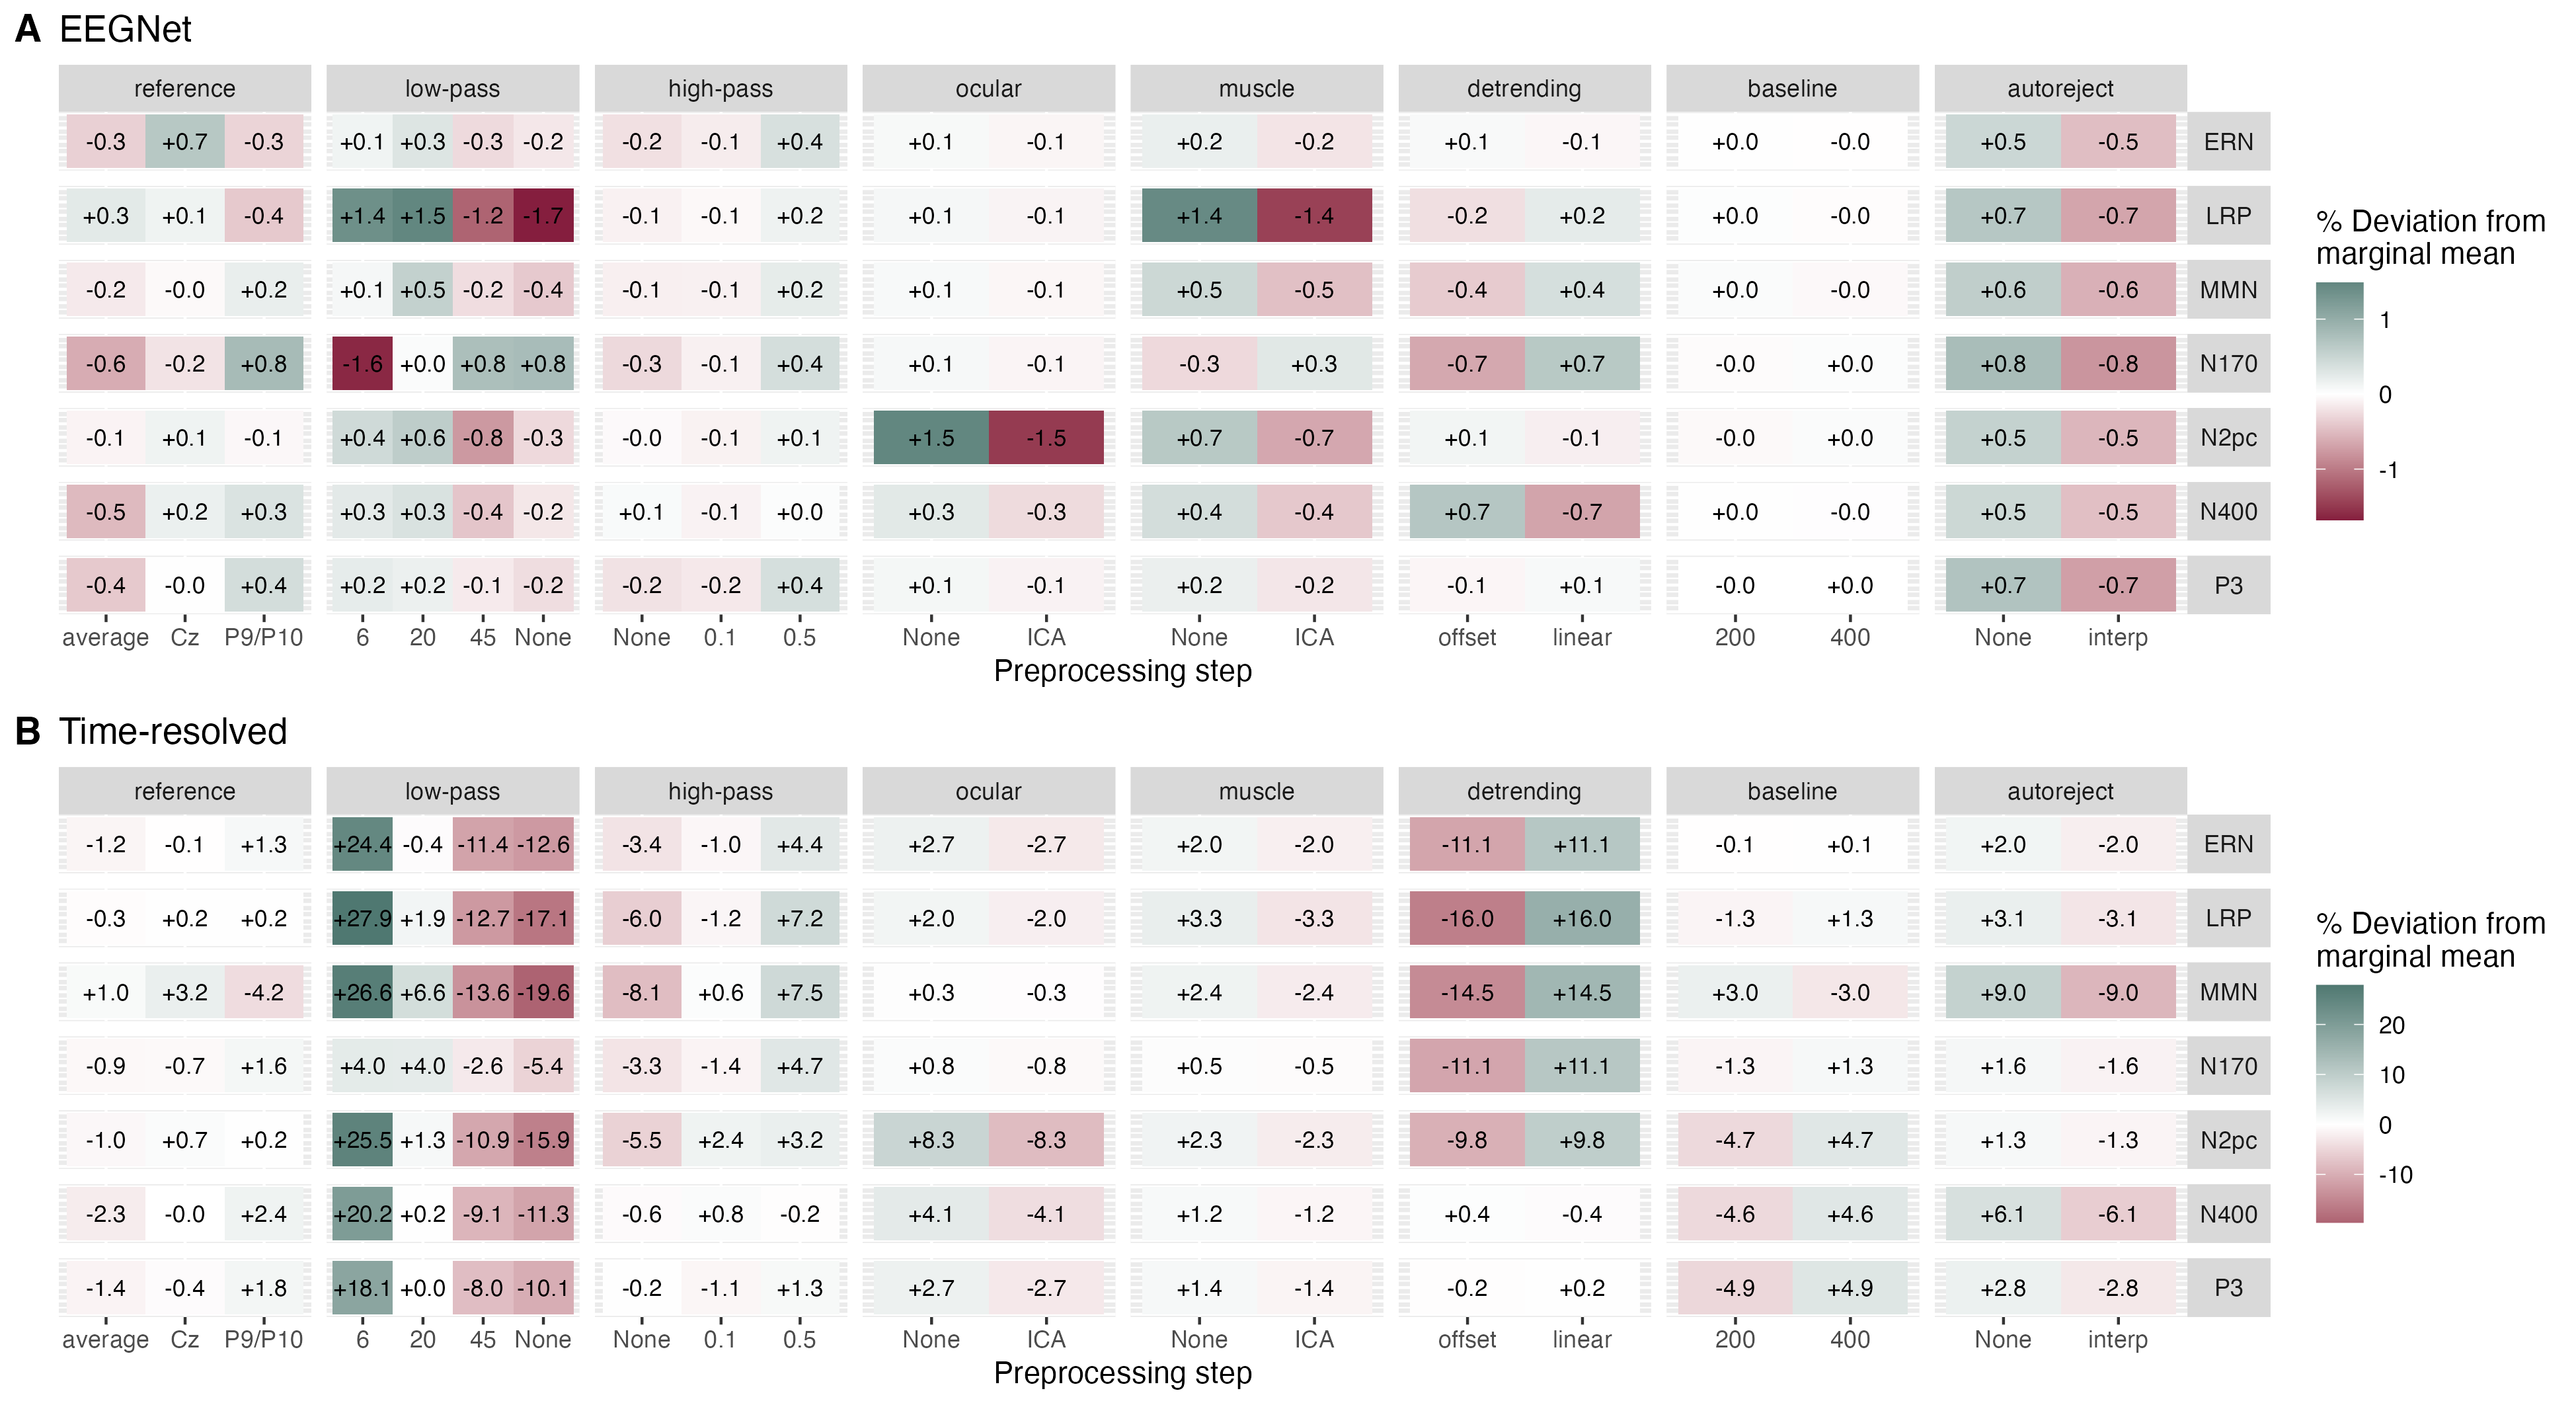 A EEGNet
reference low-pass high-pass ocular muscle detrending baseline autoreject
-0.3 +0.7 -0.3 +0.1 +0.3 -0.3 -0.2 -0.2 -0.1 +0.4 +0.1 -0.1 +0.2 -0.2 +0.1 -0.1 +0.0 -0.0 +0.5 -0.5 ERN
+0.3 +0.1 -0.4 +1.4 +1.5 -1.2 -1.7 -0.1 -0.1 +0.2 +0.1 -0.1 +1.4 -1.4 -0.2 +0.2 +0.0 -0.0 +0.7 -0.7 LRP
-0.2 -0.0 +0.2 +0.1 +0.5 -0.2 -0.4 -0.1 -0.1 +0.2 +0.1 -0.1 +0.5 -0.5 -0.4 +0.4 +0.0 -0.0 +0.6 -0.6 MMN
-0.6 -0.2 +0.8 -1.6 +0.0 +0.8 +0.8 -0.3 -0.1 +0.4 +0.1 -0.1 -0.3 +0.3 -0.7 +0.7 -0.0 +0.0 +0.8 -0.8 N170
-0.1 +0.1 -0.1 +0.4 +0.6 -0.8 -0.3 -0.0 -0.1 +0.1 +1.5 -1.5 +0.7 -0.7 +0.1 -0.1 -0.0 +0.0 +0.5 -0.5 N2pc
-0.5 +0.2 +0.3 +0.3 +0.3 -0.4 -0.2 +0.1 -0.1 +0.0 +0.3 -0.3 +0.4 -0.4 +0.7 -0.7 +0.0 -0.0 +0.5 -0.5 N400
-0.4 -0.0 +0.4 +0.2 +0.2 -0.1 -0.2 -0.2 -0.2 +0.4 +0.1 -0.1 +0.2 -0.2 -0.1 +0.1 -0.0 +0.0 +0.7 -0.7 P3
average Cz P9/P10 6 20 45 None None 0.1 0.5 None ICA None ICA offset linear 200 400 None interp
Preprocessing step
% Deviation from
marginal mean
1
0
-1
B Time-resolved
reference low-pass high-pass ocular muscle detrending baseline autoreject
-1.2 -0.1 +1.3 +24.4 -0.4 -11.4 -12.6 -3.4 -1.0 +4.4 +2.7 -2.7 +2.0 -2.0 -11.1 +11.1 -0.1 +0.1 +2.0 -2.0 ERN
-0.3 +0.2 +0.2 +27.9 +1.9 -12.7 -17.1 -6.0 -1.2 +7.2 +2.0 -2.0 +3.3 -3.3 -16.0 +16.0 -1.3 +1.3 +3.1 -3.1 LRP
+1.0 +3.2 -4.2 +26.6 +6.6 -13.6 -19.6 -8.1 +0.6 +7.5 +0.3 -0.3 +2.4 -2.4 -14.5 +14.5 +3.0 -3.0 +9.0 -9.0 MMN
-0.9 -0.7 +1.6 +4.0 +4.0 -2.6 -5.4 -3.3 -1.4 +4.7 +0.8 -0.8 +0.5 -0.5 -11.1 +11.1 -1.3 +1.3 +1.6 -1.6 N170
-1.0 +0.7 +0.2 +25.5 +1.3 -10.9 -15.9 -5.5 +2.4 +3.2 +8.3 -8.3 +2.3 -2.3 -9.8 +9.8 -4.7 +4.7 +1.3 -1.3 N2pc
-2.3 -0.0 +2.4 +20.2 +0.2 -9.1 -11.3 -0.6 +0.8 -0.2 +4.1 -4.1 +1.2 -1.2 +0.4 -0.4 -4.6 +4.6 +6.1 -6.1 N400
-1.4 -0.4 +1.8 +18.1 +0.0 -8.0 -10.1 -0.2 -1.1 +1.3 +2.7 -2.7 +1.4 -1.4 -0.2 +0.2 -4.9 +4.9 +2.8 -2.8 P3
average Cz P9/P10 6 20 45 None None 0.1 0.5 None ICA None ICA offset linear 200 400 None interp
Preprocessing step
% Deviation from
marginal mean
20
10
0
-10